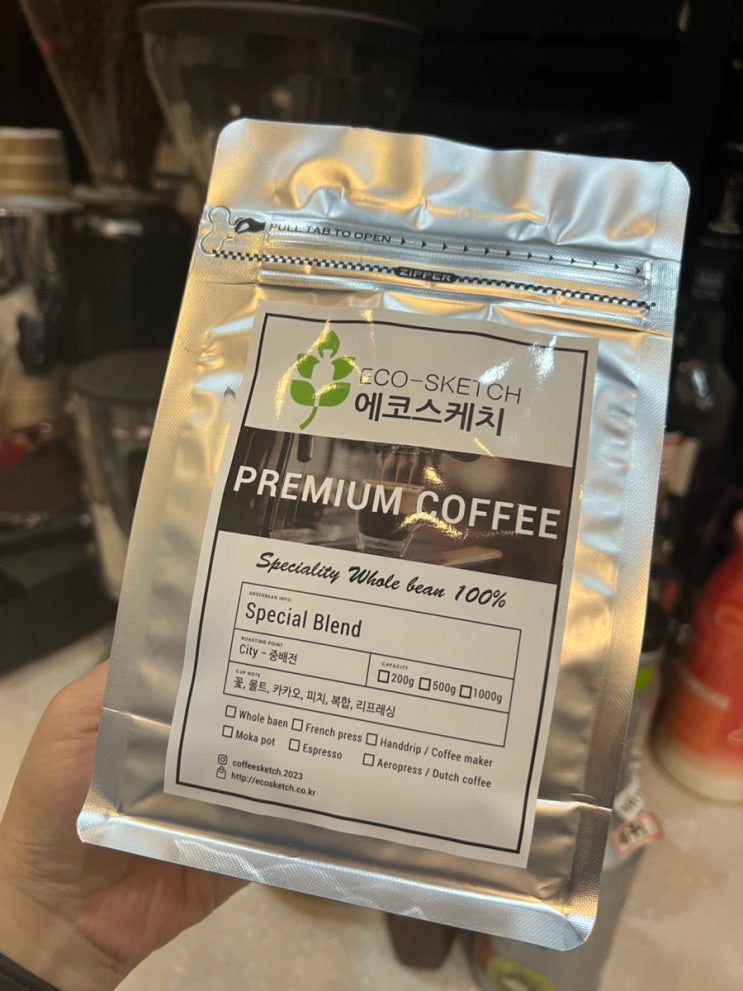 PULL TAB TO OPEN
ZIPPER
ECO-SKETCH
에코스케치
PREMIUM COFFEE
Speciality Whole bean 100%
GREENBEAN INFO.
Special Blend
ROASTING POINT
City - 중배전
CAPACITY
200g 500g 1000g
CUP NOTE
꽃, 몰트, 카카오, 피치, 복합, 리프레싱
Whole baen French press Handdrip / Coffee maker
Moka pot Espresso Aeropress / Dutch coffee
coffeesketch.2023
http://ecosketch.co.kr